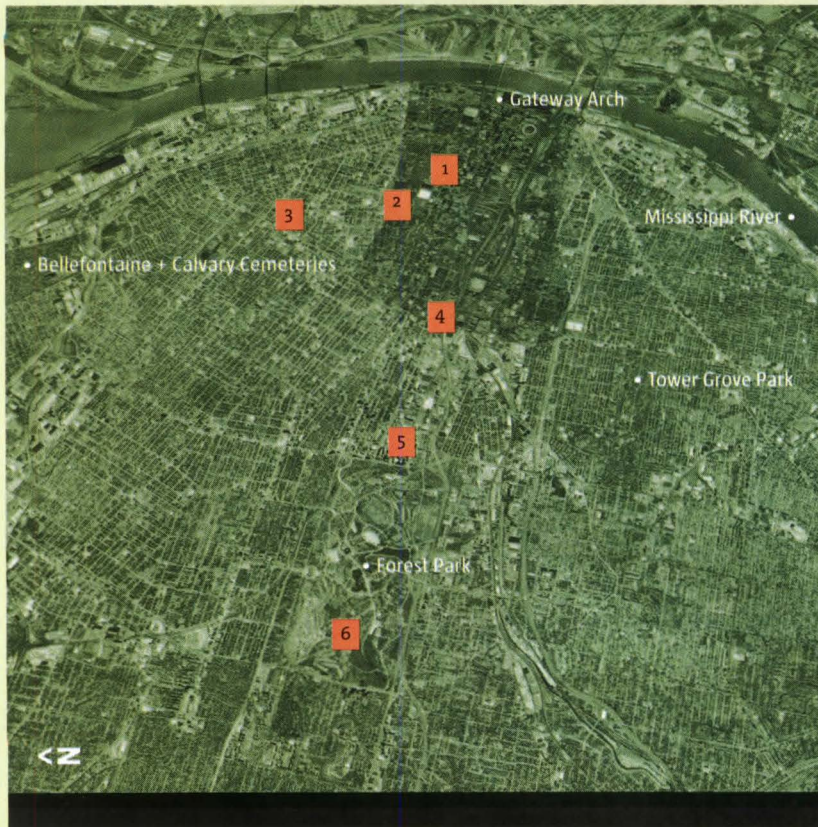 Gateway Arch
1
2
3
Mississippi River
Bellefontaine + Calvary Cemeteries
4
Tower Grove Park
5
Forest Park
6
N